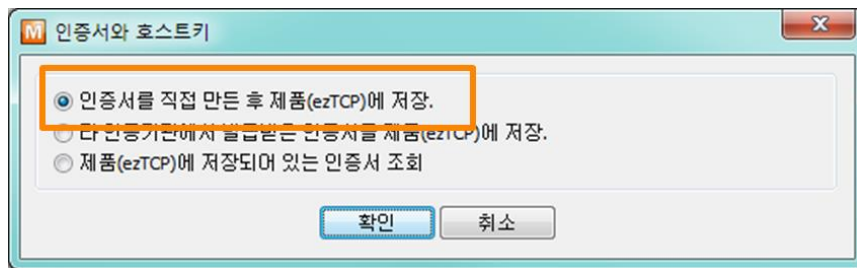 M 인증서와 호스트키
x
인증서를 직접 만든 후 제품(ezTCP)에 저장.
타 인증기관에서 발급받은 인증서를 제품(ezTCP)에 저장.
제품(ezTCP)에 저장되어 있는 인증서 조회
확인 취소